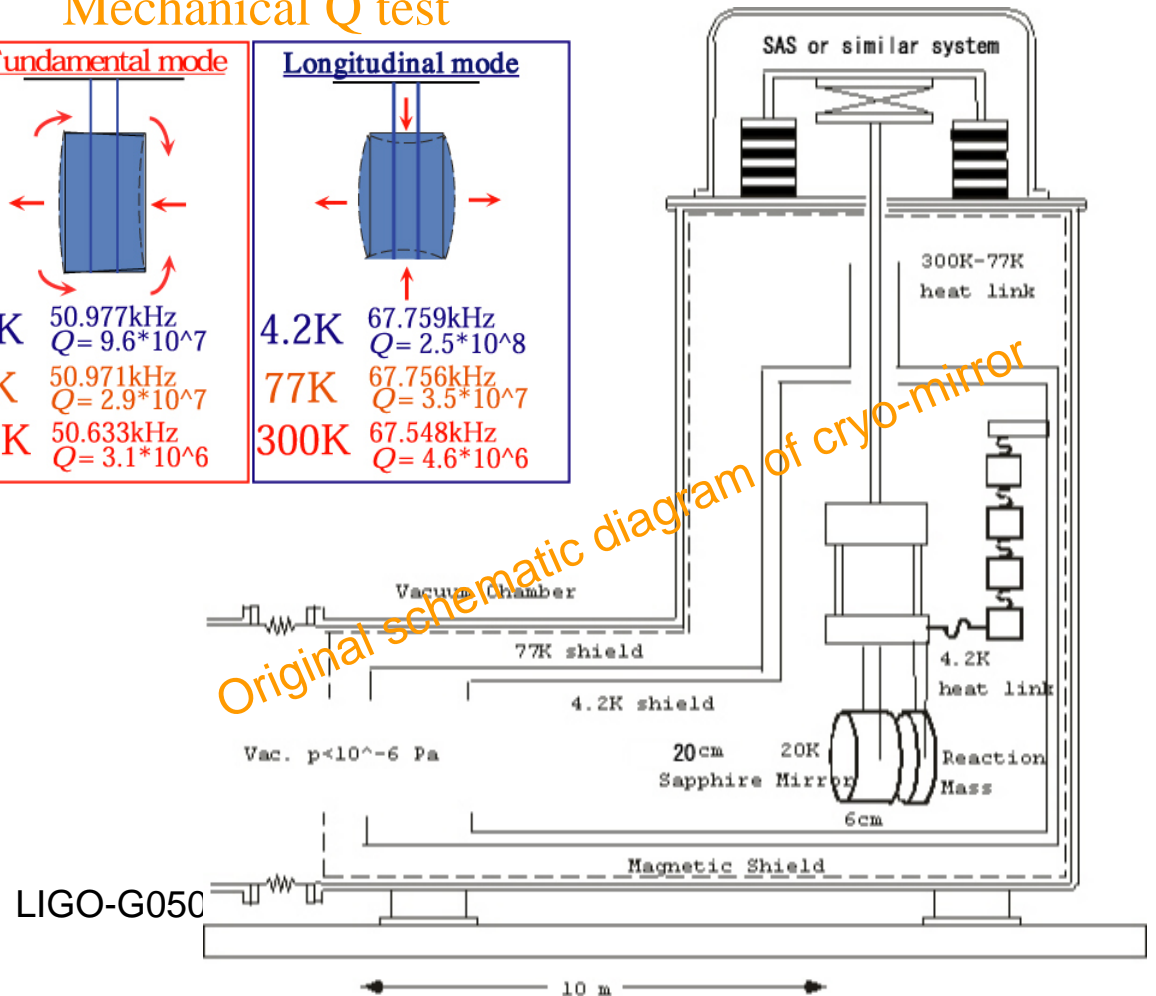 Mechanical Q test
Fundamental mode
Longitudinal mode
K 50.977kHz
Q= 9.6*10^7
K 50.971kHz
Q= 2.9*10^7
K 50.633kHz
Q= 3.1*10^6
4.2K 67.759kHz
Q= 2.5*10^8
77K 67.756kHz
Q= 3.5*10^7
300K 67.548kHz
Q= 4.6*10^6
SAS or similar system
300K-77K
heat link
Original schematic diagram of cryo-mirror
Vacuum Chamber
77K shield
4.2K shield
4.2K
heat link
Vac. p<10^-6 Pa
20cm 20K
Sapphire Mirror
Reaction
Mass
6cm
Magnetic Shield
LIGO-G050
10 m